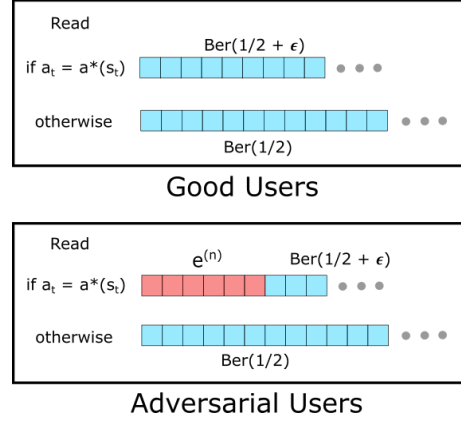 Read
Ber(1/2 + ϵ)
if a_t = a*(s_t)
otherwise
Ber(1/2)
Good Users
Read
e^(n) Ber(1/2 + ϵ)
if a_t = a*(s_t)
otherwise
Ber(1/2)
Adversarial Users